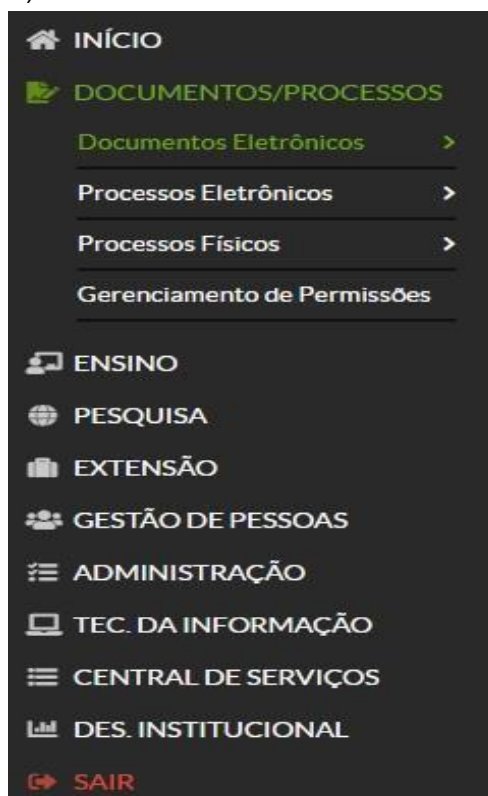 INÍCIO
DOCUMENTOS/PROCESSOS
Documentos Eletrônicos >
Processos Eletrônicos >
Processos Físicos >
Gerenciamento de Permissões
ENSINO
PESQUISA
EXTENSÃO
GESTÃO DE PESSOAS
ADMINISTRAÇÃO
TEC. DA INFORMAÇÃO
CENTRAL DE SERVIÇOS
DES. INSTITUCIONAL
SAIR